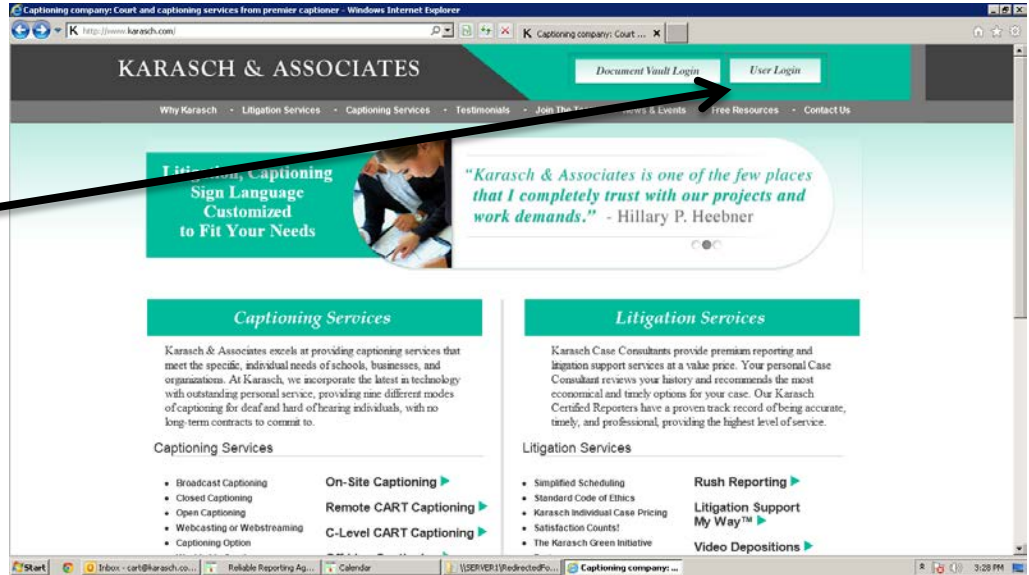 Captioning company: Court and captioning services from premier captioner - Windows Internet Explorer
K http://www.karasch.com/
K Captioning company: Court ...
KARASCH & ASSOCIATES
Document Vault Login
User Login
Why Karasch - Litigation Services - Captioning Services - Testimonials - Join The News & Events Free Resources - Contact Us
Litigation, Captioning
Sign Language
Customized
to Fit Your Needs
"Karasch & Associates is one of the few places
that I completely trust with our projects and
work demands." - Hillary P. Heebner
Captioning Services
Karasch & Associates excels at providing captioning services that
meet the specific, individual needs of schools, businesses, and
organizations. At Karasch, we incorporate the latest in technology
with outstanding personal service, providing nine different modes
of captioning for deaf and hard of hearing individuals, with no
long-term contracts to commit to.
Captioning Services
• Broadcast Captioning
• Closed Captioning
• Open Captioning
• Webcasting or Webstreaming
• Captioning Option
On-Site Captioning
Remote CART Captioning
C-Level CART Captioning
Litigation Services
Karasch Case Consultants provide premium reporting and
litigation support services at a value price. Your personal Case
Consultant reviews your history and recommends the most
economical and timely options for your case. Our Karasch
Certified Reporters have a proven track record of being accurate,
timely, and professional, providing the highest level of service.
Litigation Services
• Simplified Scheduling
• Standard Code of Ethics
• Karasch Individual Case Pricing
• Satisfaction Counts!
• The Karasch Green Initiative
Rush Reporting
Litigation Support
My Way™
Video Depositions
Start
Inbox - cart@karasch.co...
Reliable Reporting Ag...
Calendar
\\SERVER1\RedirectedFo...
Captioning company: ...
3:28 PM